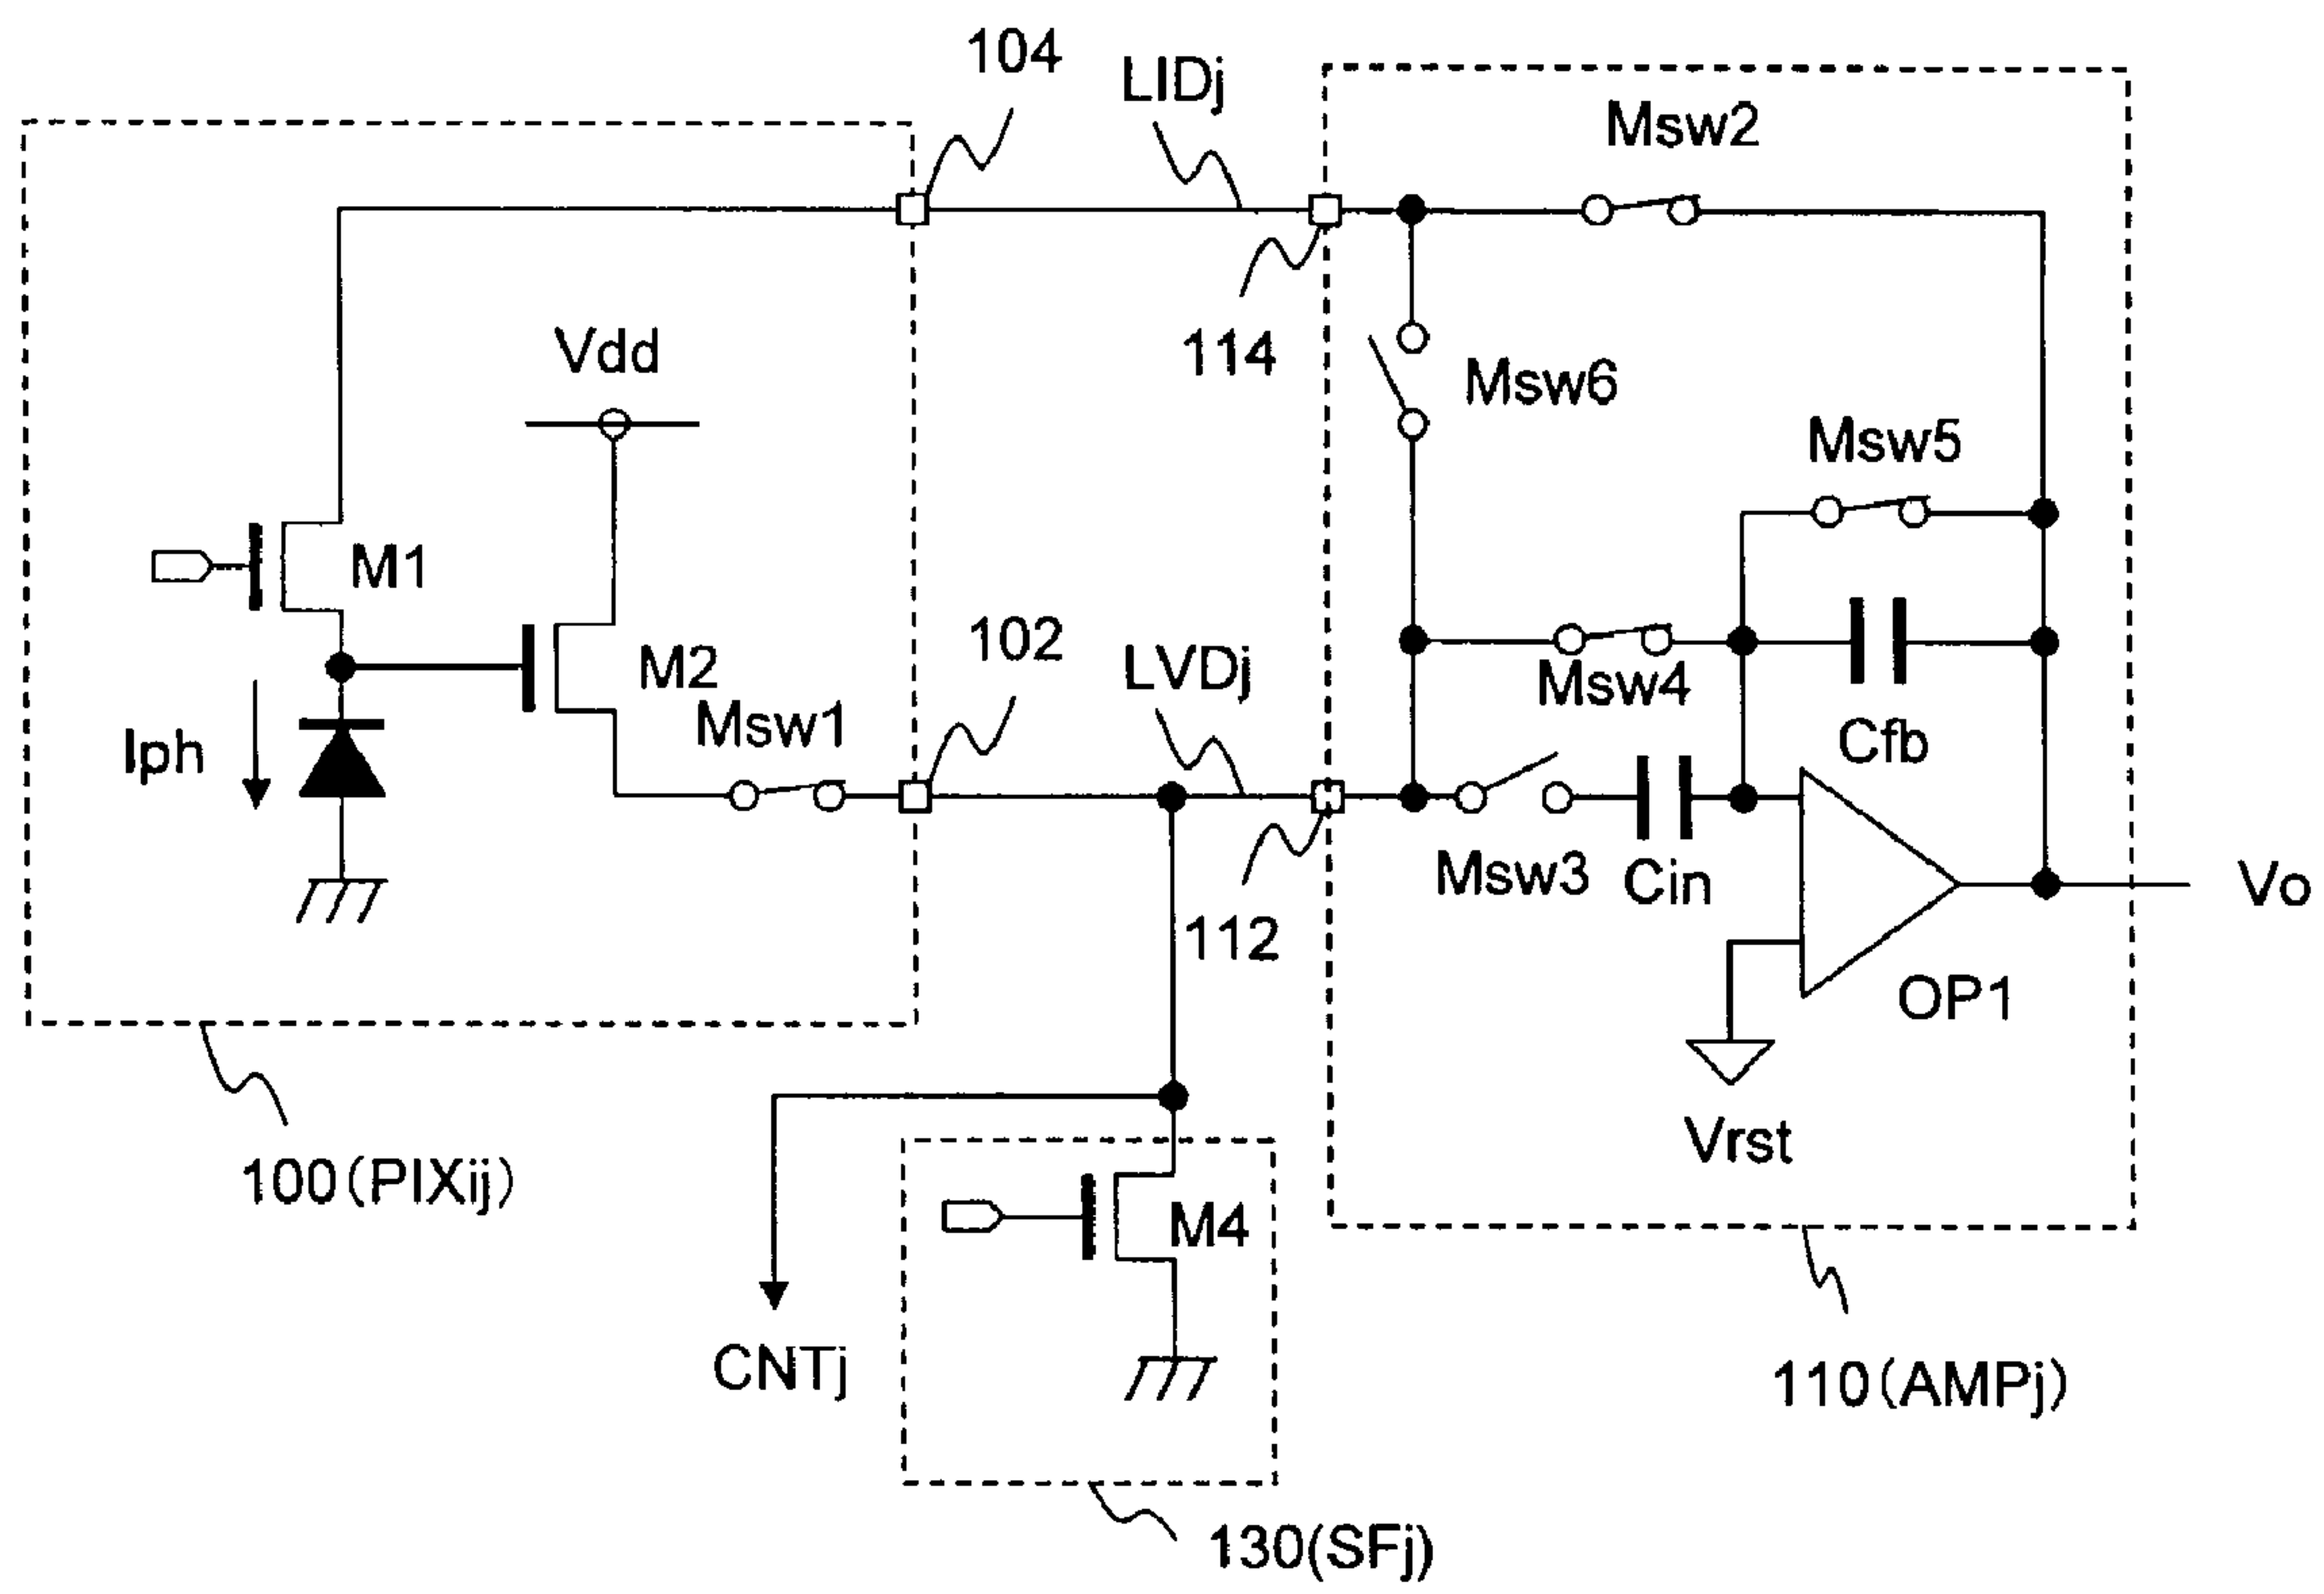 104
LIDj
Msw2
Vdd
114
Msw6
Msw5
M1
102
LVDj
M2
Msw4
Iph
Msw1
Cfb
Msw3
Cin
Vo
112
OP1
Vrst
100(PIXij)
M4
CNTj
110(AMPj)
130(SFj)